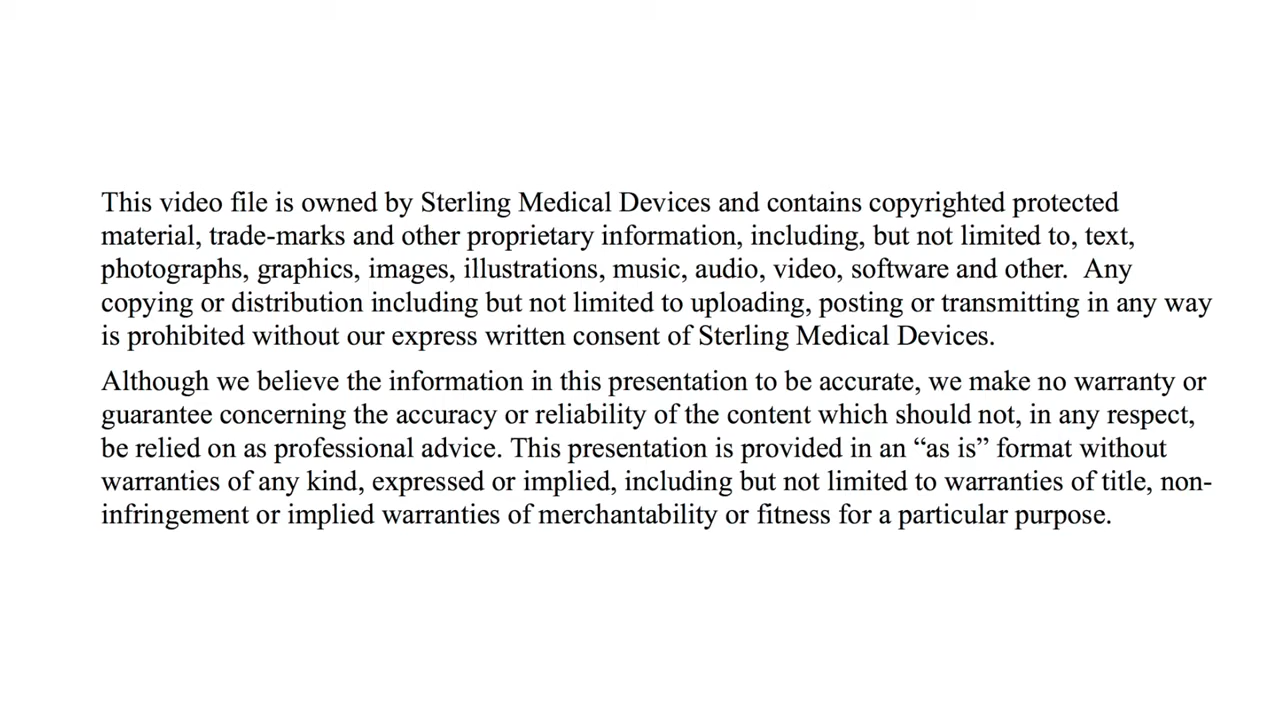 This video file is owned by Sterling Medical Devices and contains copyrighted protected
material, trade-marks and other proprietary information, including, but not limited to, text,
photographs, graphics, images, illustrations, music, audio, video, software and other.  Any
copying or distribution including but not limited to uploading, posting or transmitting in any way
is prohibited without our express written consent of Sterling Medical Devices.
Although we believe the information in this presentation to be accurate, we make no warranty or
guarantee concerning the accuracy or reliability of the content which should not, in any respect,
be relied on as professional advice. This presentation is provided in an “as is” format without
warranties of any kind, expressed or implied, including but not limited to warranties of title, non-
infringement or implied warranties of merchantability or fitness for a particular purpose.